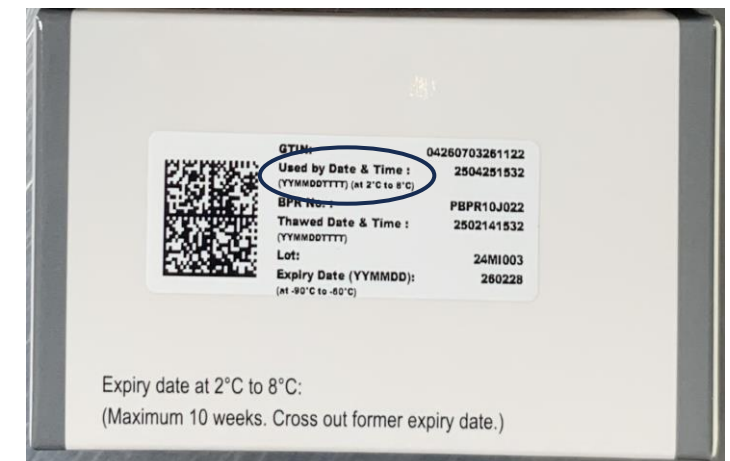 GTIN: 04260703261122
Used by Date & Time : 2504251532
(YYMMDDTTTT) (at 2°C to 8°C)
BPR No. : PBPR10J022
Thawed Date & Time : 2502141532
(YYMMDDTTTT)
Lot: 24MI003
Expiry Date (YYMMDD): 260228
(at -90°C to -60°C)
Expiry date at 2°C to 8°C:
(Maximum 10 weeks. Cross out former expiry date.)